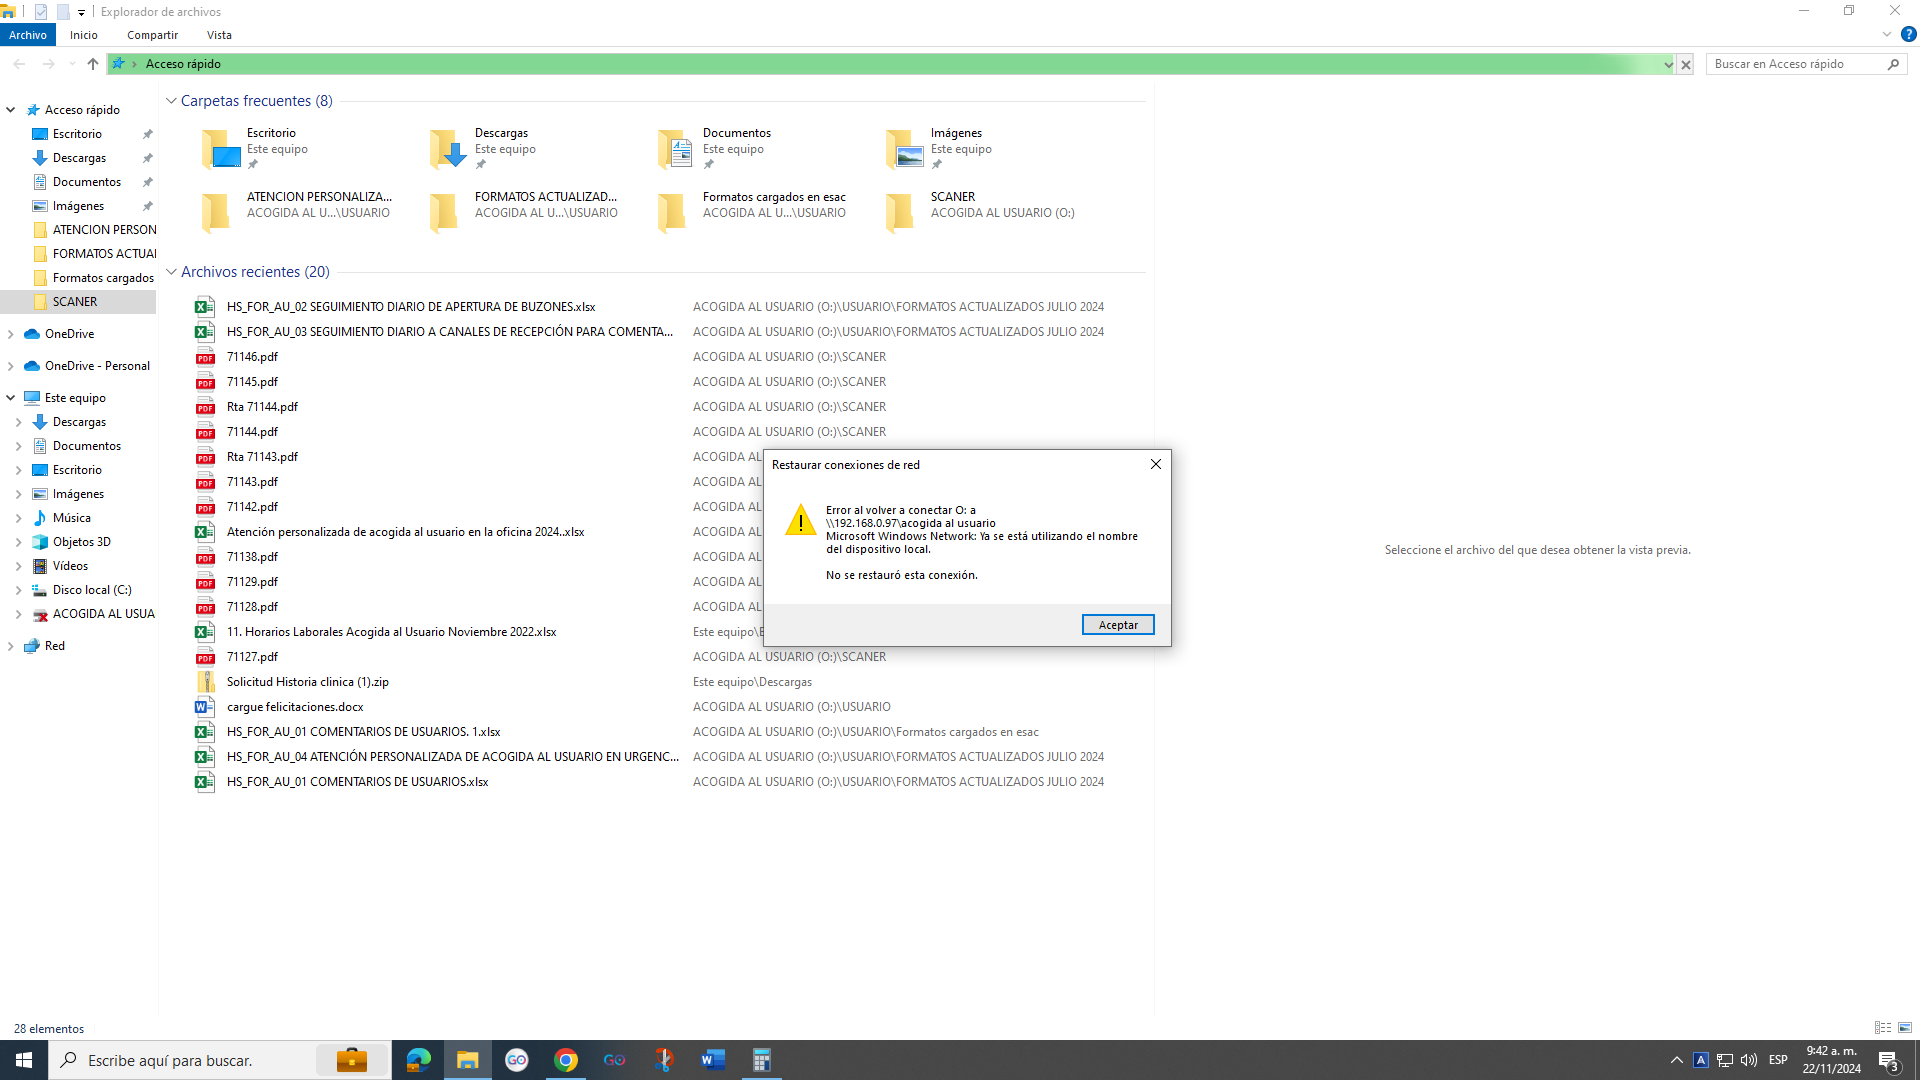 Explorador de archivos
Archivo Inicio Compartir Vista
Acceso rápido
Buscar en Acceso rápido
Acceso rápido
Escritorio
Descargas
Documentos
Imágenes
ATENCION PERSON
FORMATOS ACTUAI
Formatos cargados
SCANER
OneDrive
OneDrive - Personal
Este equipo
Descargas
Documentos
Escritorio
Imágenes
Música
Objetos 3D
Vídeos
Disco local (C:)
ACOGIDA AL USUA
Red
Carpetas frecuentes (8)
Escritorio
Este equipo
Descargas
Este equipo
Documentos
Este equipo
Imágenes
Este equipo
ATENCION PERSONALIZA...
ACOGIDA AL U...\USUARIO
FORMATOS ACTUALIZAD...
ACOGIDA AL U...\USUARIO
Formatos cargados en esac
ACOGIDA AL U...\USUARIO
SCANER
ACOGIDA AL USUARIO (O:)
Archivos recientes (20)
HS_FOR_AU_02 SEGUIMIENTO DIARIO DE APERTURA DE BUZONES.xlsx ACOGIDA AL USUARIO (O:)\USUARIO\FORMATOS ACTUALIZADOS JULIO 2024
HS_FOR_AU_03 SEGUIMIENTO DIARIO A CANALES DE RECEPCIÓN PARA COMENTA... ACOGIDA AL USUARIO (O:)\USUARIO\FORMATOS ACTUALIZADOS JULIO 2024
71146.pdf ACOGIDA AL USUARIO (O:)\SCANER
71145.pdf ACOGIDA AL USUARIO (O:)\SCANER
Rta 71144.pdf ACOGIDA AL USUARIO (O:)\SCANER
71144.pdf ACOGIDA AL USUARIO (O:)\SCANER
Rta 71143.pdf ACOGIDA AL
71143.pdf ACOGIDA AL
71142.pdf ACOGIDA AL
Atención personalizada de acogida al usuario en la oficina 2024..xlsx ACOGIDA AL
71138.pdf ACOGIDA AL
71129.pdf ACOGIDA AL
71128.pdf ACOGIDA AL
11. Horarios Laborales Acogida al Usuario Noviembre 2022.xlsx Este equipo\E
71127.pdf ACOGIDA AL USUARIO (O:)\SCANER
Solicitud Historia clinica (1).zip Este equipo\Descargas
cargue felicitaciones.docx ACOGIDA AL USUARIO (O:)\USUARIO
HS_FOR_AU_01 COMENTARIOS DE USUARIOS. 1.xlsx ACOGIDA AL USUARIO (O:)\USUARIO\Formatos cargados en esac
HS_FOR_AU_04 ATENCIÓN PERSONALIZADA DE ACOGIDA AL USUARIO EN URGENC... ACOGIDA AL USUARIO (O:)\USUARIO\FORMATOS ACTUALIZADOS JULIO 2024
HS_FOR_AU_01 COMENTARIOS DE USUARIOS.xlsx ACOGIDA AL USUARIO (O:)\USUARIO\FORMATOS ACTUALIZADOS JULIO 2024
Restaurar conexiones de red
Error al volver a conectar O: a
\\192.168.0.97\acogida al usuario
Microsoft Windows Network: Ya se está utilizando el nombre
del dispositivo local.
No se restauró esta conexión.
Aceptar
Seleccione el archivo del que desea obtener la vista previa.
28 elementos
Escribe aquí para buscar.
GO
GO
A
ESP
9:42 a. m.
22/11/2024
3